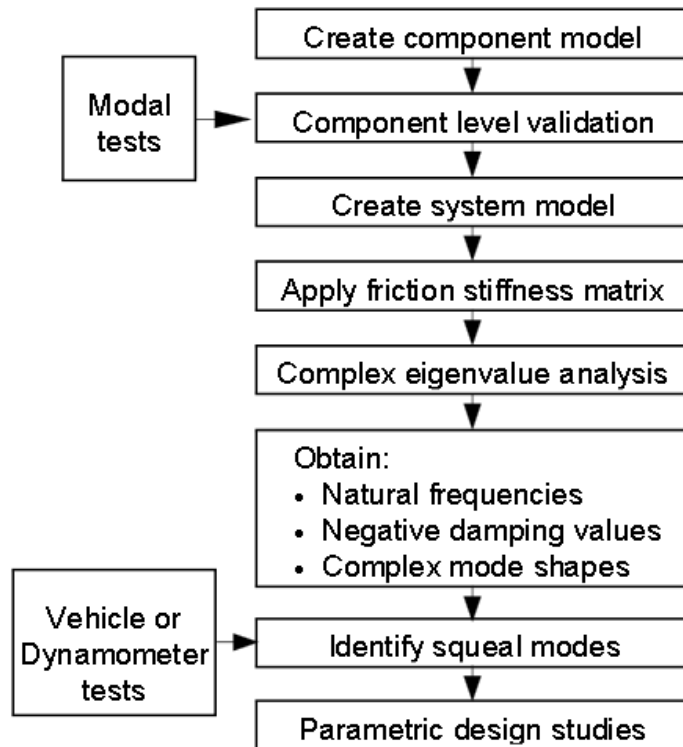 Create component model
Modal
tests
Component level validation
Create system model
Apply friction stiffness matrix
Complex eigenvalue analysis
Obtain:
• Natural frequencies
• Negative damping values
• Complex mode shapes
Vehicle or
Dynamometer
tests
Identify squeal modes
Parametric design studies